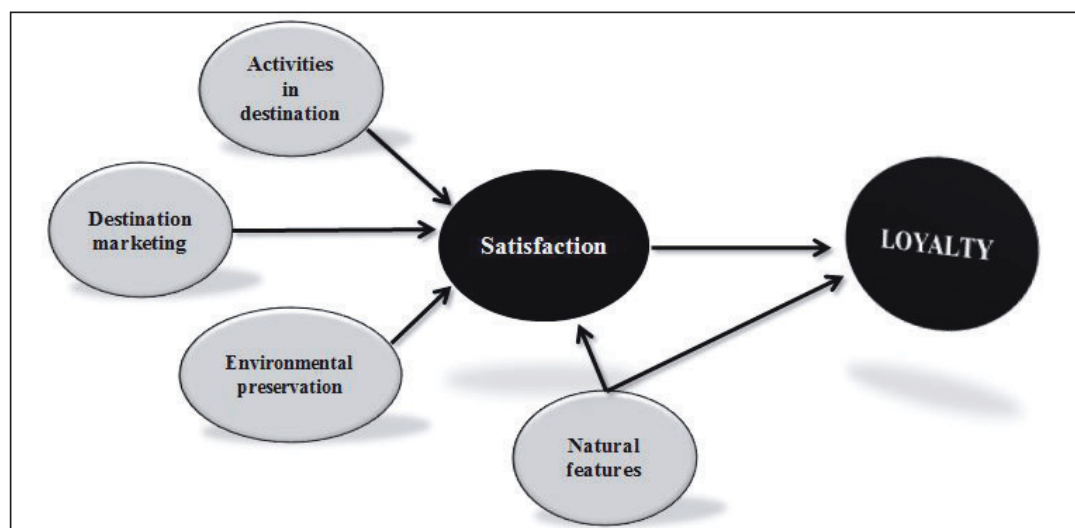 Activities
in
destination
Destination
marketing
Satisfaction
LOYALTY
Environmental
preservation
Natural
features